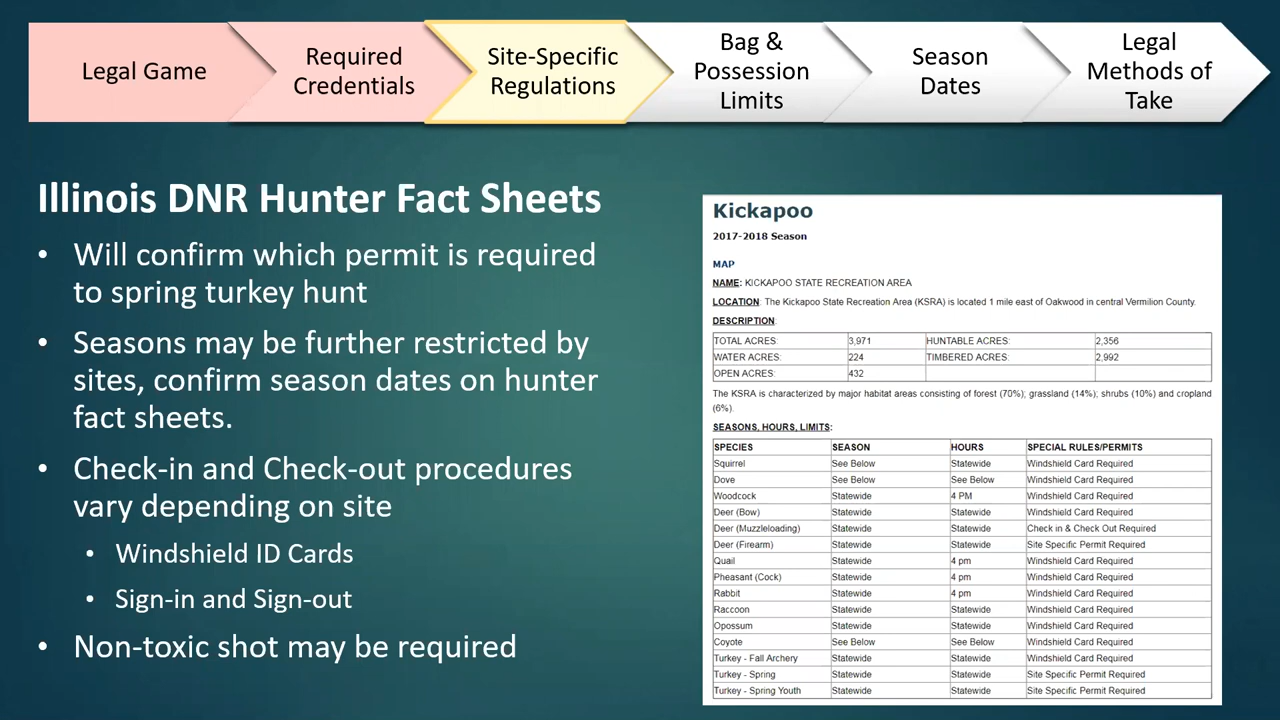 Legal Game
Required
Credentials
Site-Specific
Regulations
Bag &
Possession
Limits
Season
Dates
Legal
Methods of
Take
Illinois DNR Hunter Fact Sheets
• Will confirm which permit is required
to spring turkey hunt
• Seasons may be further restricted by
sites, confirm season dates on hunter
fact sheets.
• Check-in and Check-out procedures
vary depending on site
• Windshield ID Cards
• Sign-in and Sign-out
• Non-toxic shot may be required
Kickapoo
2017-2018 Season
MAP
NAME: KICKAPOO STATE RECREATION AREA
LOCATION: The Kickapoo State Recreation Area (KSRA) is located 1 mile east of Oakwood in central Vermilion County.
DESCRIPTION:
TOTAL ACRES: 3,971 HUNTABLE ACRES: 2,356
WATER ACRES: 224 TIMBERED ACRES: 2,992
OPEN ACRES: 432
The KSRA is characterized by major habitat areas consisting of forest (70%); grassland (14%); shrubs (10%) and cropland
(6%).
SEASONS, HOURS, LIMITS:
SPECIES SEASON HOURS SPECIAL RULES/PERMITS
Squirrel See Below Statewide Windshield Card Required
Dove See Below See Below Windshield Card Required
Woodcock Statewide 4 PM Windshield Card Required
Deer (Bow) Statewide Statewide Windshield Card Required
Deer (Muzzleloading) Statewide Statewide Check in & Check Out Required
Deer (Firearm) Statewide Statewide Site Specific Permit Required
Quail Statewide 4 pm Windshield Card Required
Pheasant (Cock) Statewide 4 pm Windshield Card Required
Rabbit Statewide 4 pm Windshield Card Required
Raccoon Statewide Statewide Windshield Card Required
Opossum Statewide Statewide Windshield Card Required
Coyote See Below See Below Windshield Card Required
Turkey - Fall Archery Statewide Statewide Windshield Card Required
Turkey - Spring Statewide Statewide Site Specific Permit Required
Turkey - Spring Youth Statewide Statewide Site Specific Permit Required